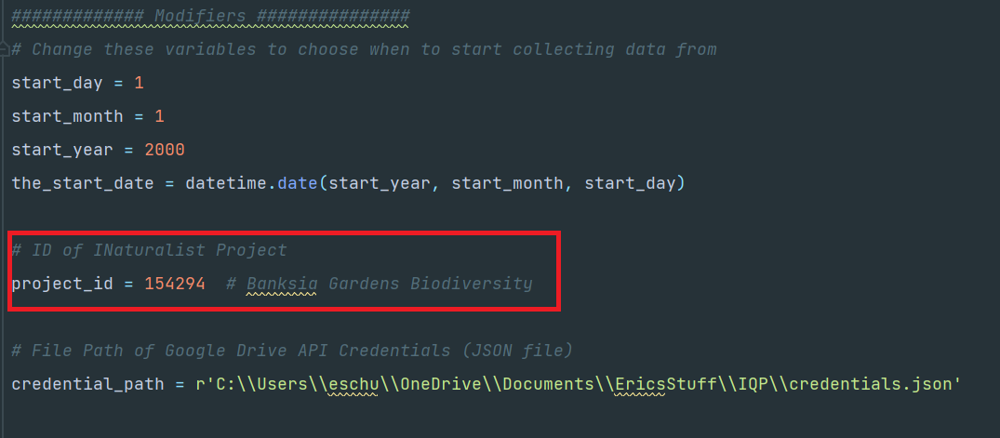 ############# Modifiers ###############
# Change these variables to choose when to start collecting data from
start_day = 1
start_month = 1
start_year = 2000
the_start_date = datetime.date(start_year, start_month, start_day)
# ID of INaturalist Project
project_id = 154294  # Banksia Gardens Biodiversity
# File Path of Google Drive API Credentials (JSON file)
credential_path = r'C:\\Users\\eschu\\OneDrive\\Documents\\EricsStuff\\IQP\\credentials.json'